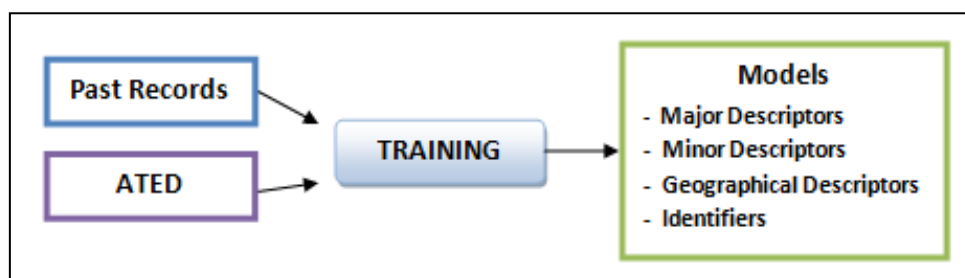 Past Records
ATED
TRAINING
Models
- Major Descriptors
- Minor Descriptors
- Geographical Descriptors
- Identifiers